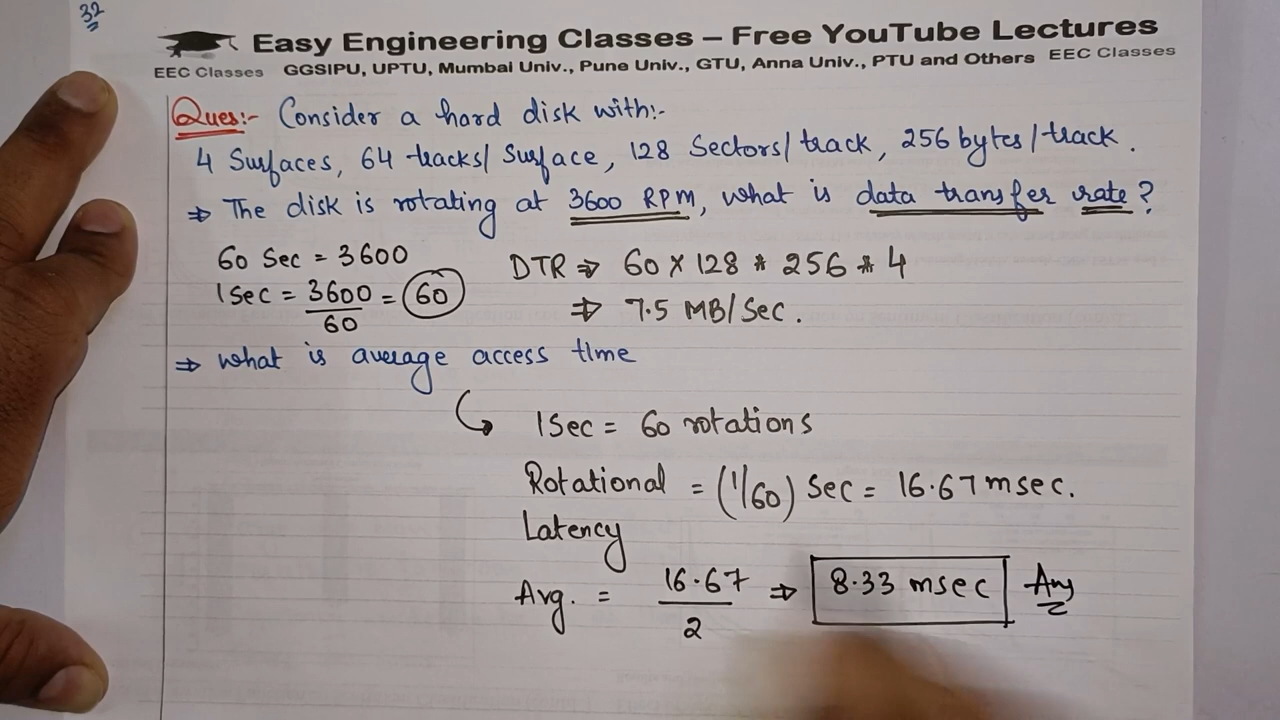 32
Easy Engineering Classes – Free YouTube Lectures
EEC Classes GGSIPU, UPTU, Mumbai Univ., Pune Univ., GTU, Anna Univ., PTU and Others EEC Classes
Ques:- Consider a hard disk with:-
4 Surfaces, 64 tracks/Surface, 128 Sectors/track, 256 bytes/track.
⇒ The disk is rotating at 3600 RPM, what is data transfer rate?
60 Sec = 3600
1 Sec = 3600/60 = 60
DTR ⇒ 60 × 128 * 256 * 4
⇒ 7.5 MB/Sec.
⇒ what is average access time
1 Sec = 60 rotations
Rotational Latency = (1/60) Sec = 16.67 msec.
Avg. = 16.67/2 ⇒ 8.33 msec Ans